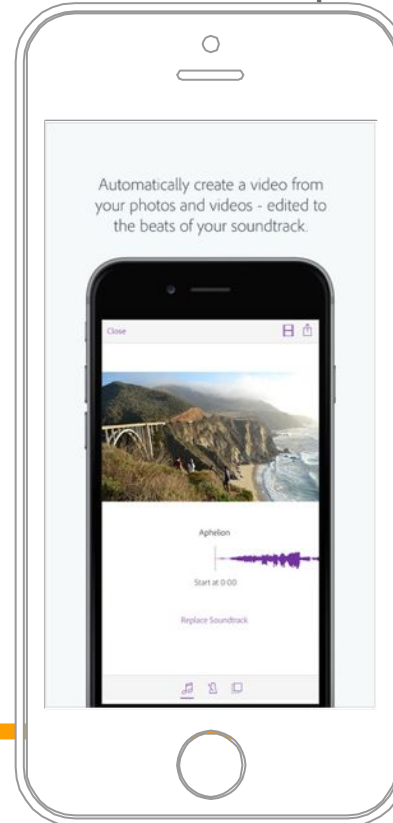 Automatically create a video from
your photos and videos - edited to
the beats of your soundtrack.
Close
Aphelion
Start at 0:00
Replace Soundtrack